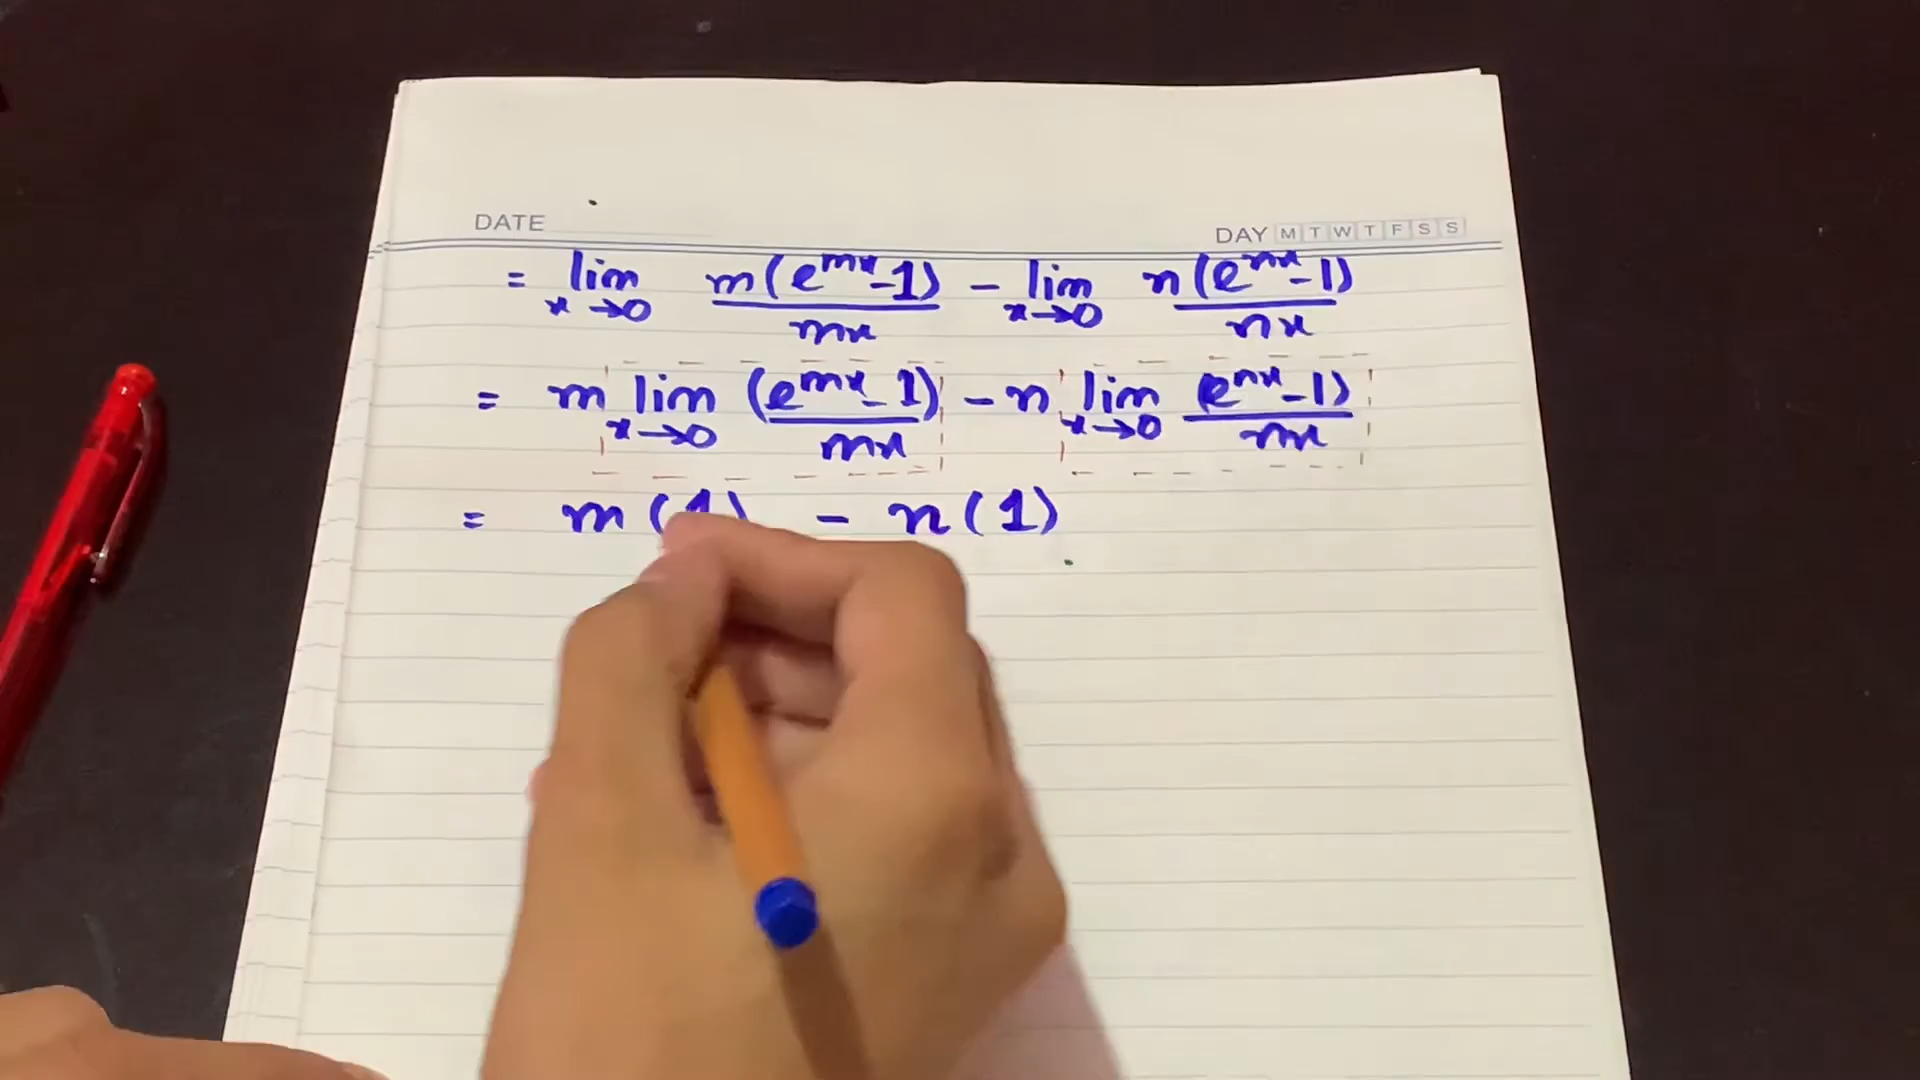 DATE
DAY M T W T F S S
= lim x→0 m(e^mx-1)/mx - lim x→0 n(e^nx-1)/nx
= m lim x→0 (e^mx-1)/mx - n lim x→0 e^nx-1)/nx
= m(1) - n(1)